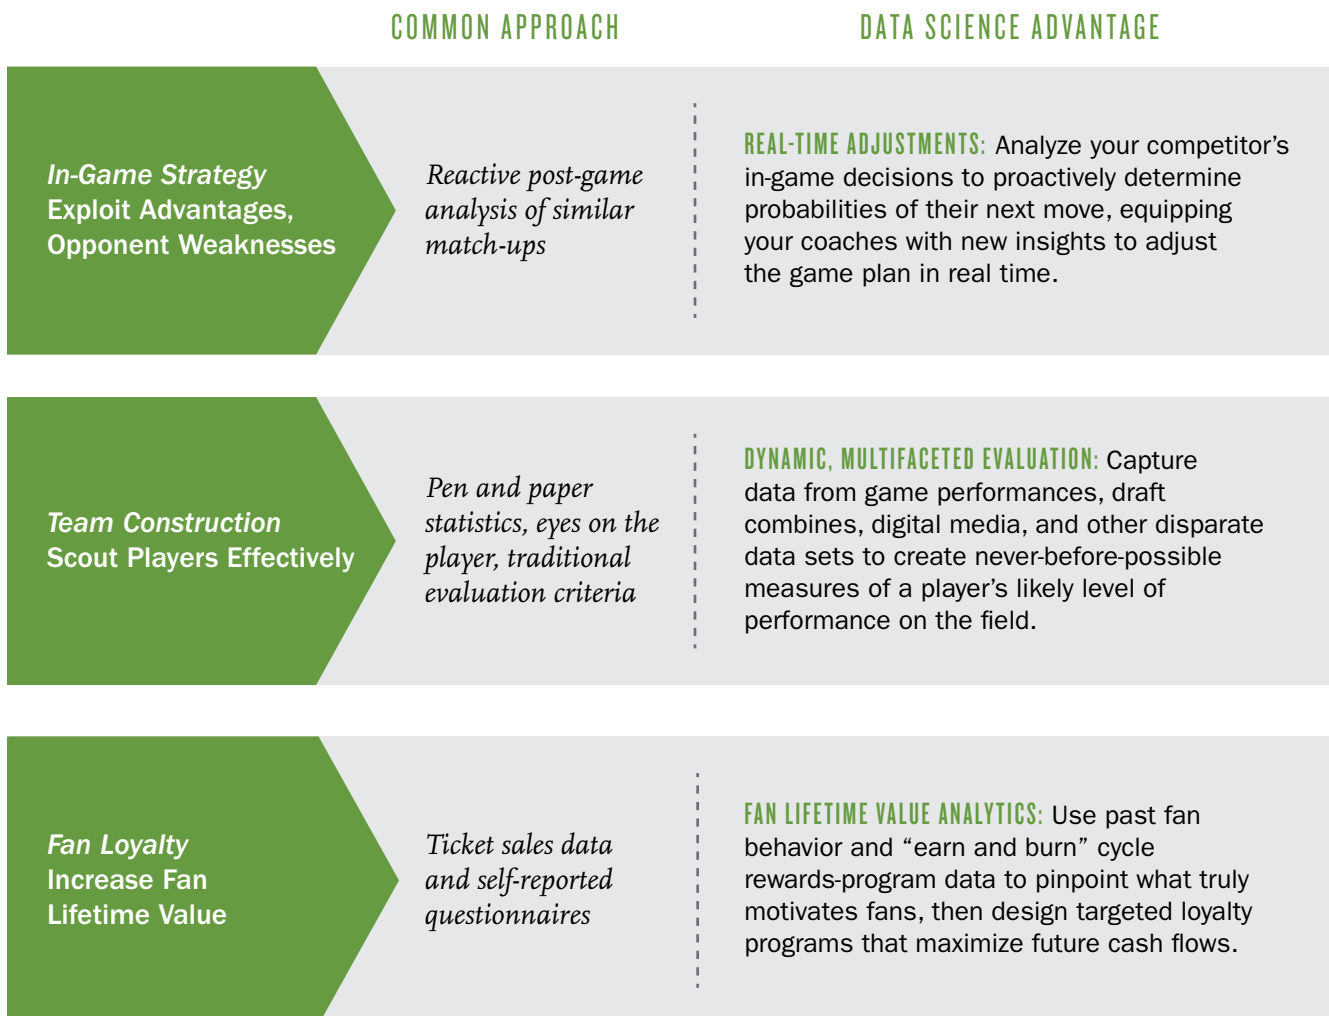 COMMON APPROACH
DATA SCIENCE ADVANTAGE
In-Game Strategy
Exploit Advantages,
Opponent Weaknesses
Reactive post-game
analysis of similar
match-ups
REAL-TIME ADJUSTMENTS: Analyze your competitor’s
in-game decisions to proactively determine
probabilities of their next move, equipping
your coaches with new insights to adjust
the game plan in real time.
Team Construction
Scout Players Effectively
Pen and paper
statistics, eyes on the
player, traditional
evaluation criteria
DYNAMIC, MULTIFACETED EVALUATION: Capture
data from game performances, draft
combines, digital media, and other disparate
data sets to create never-before-possible
measures of a player’s likely level of
performance on the field.
Fan Loyalty
Increase Fan
Lifetime Value
Ticket sales data
and self-reported
questionnaires
FAN LIFETIME VALUE ANALYTICS: Use past fan
behavior and “earn and burn” cycle
rewards-program data to pinpoint what truly
motivates fans, then design targeted loyalty
programs that maximize future cash flows.